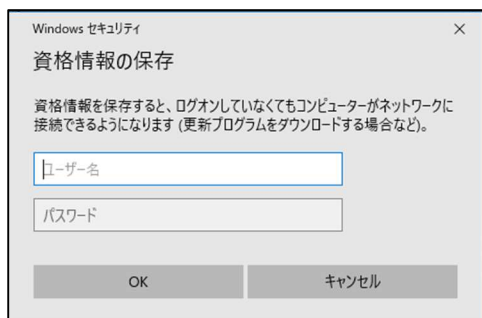 Windows セキュリティ
資格情報の保存
資格情報を保存すると、ログオンしていなくてもコンピューターがネットワークに
接続できるようになります (更新プログラムをダウンロードする場合など)。
ユーザー名
パスワード
OK
キャンセル